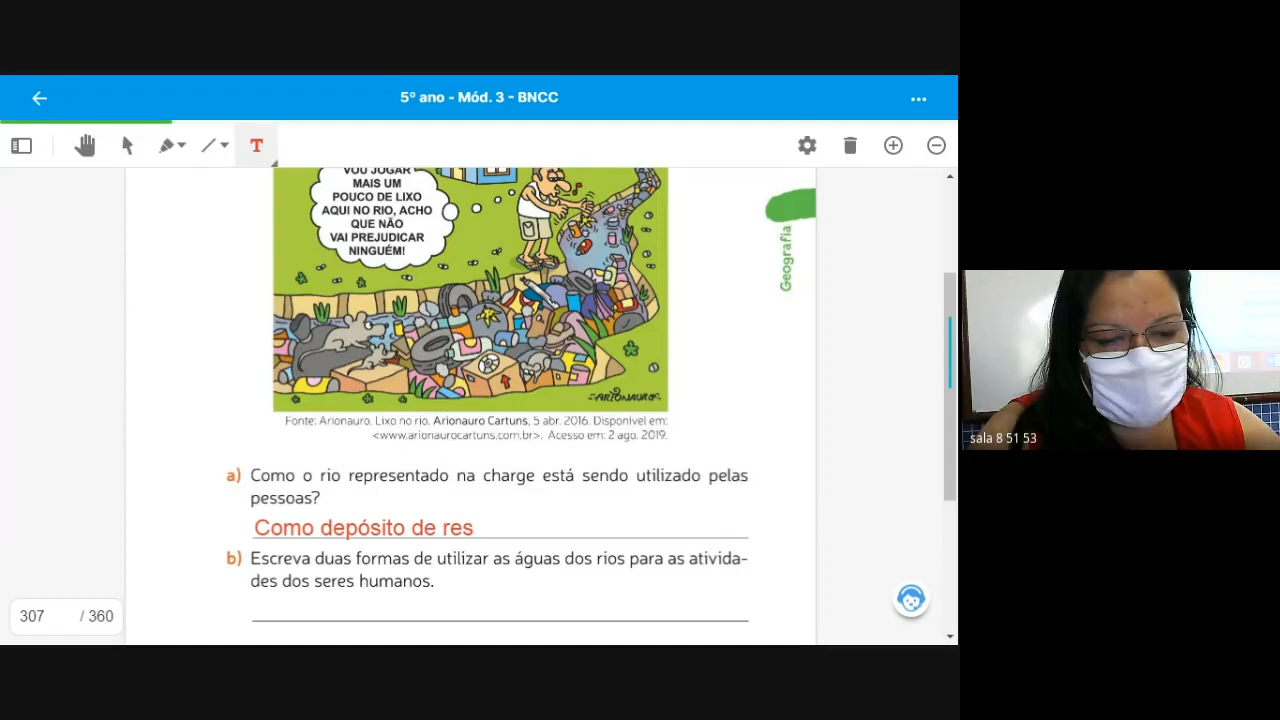 5º ano - Mód. 3 - BNCC
T
VOU JOGAR
MAIS UM
POUCO DE LIXO
AQUI NO RIO, ACHO
QUE NÃO
VAI PREJUDICAR
NINGUÉM!
Geografia
-ARIONAURO-
Fonte: Arionauro. Lixo no rio. Arionauro Cartuns, 5 abr. 2016. Disponível em:
<www.arionaurocartuns.com.br>. Acesso em: 2 ago. 2019.
a) Como o rio representado na charge está sendo utilizado pelas
pessoas?
Como depósito de res
b) Escreva duas formas de utilizar as águas dos rios para as ativida-
des dos seres humanos.
307 / 360
sala 8 51 53